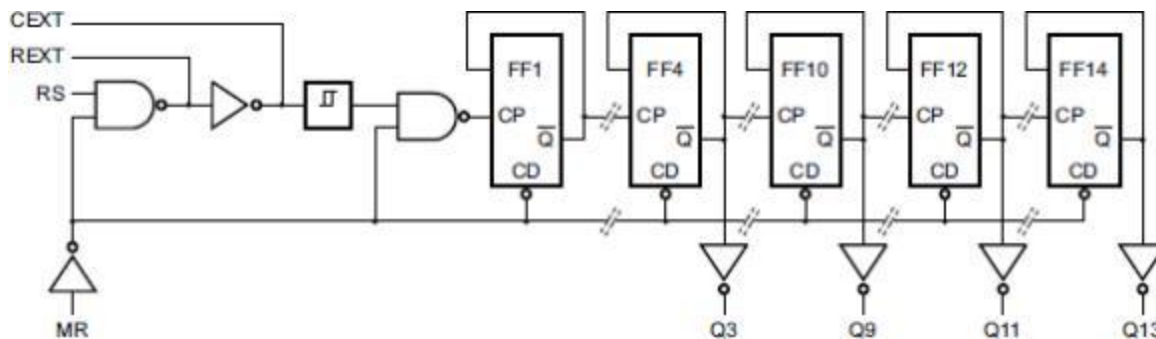 CEXT
REXT
RS
FF1
FF4
FF10
FF12
FF14
CP
CP
CP
CP
CP
Q
Q
Q
Q
Q
CD
CD
CD
CD
CD
MR
Q3
Q9
Q11
Q13